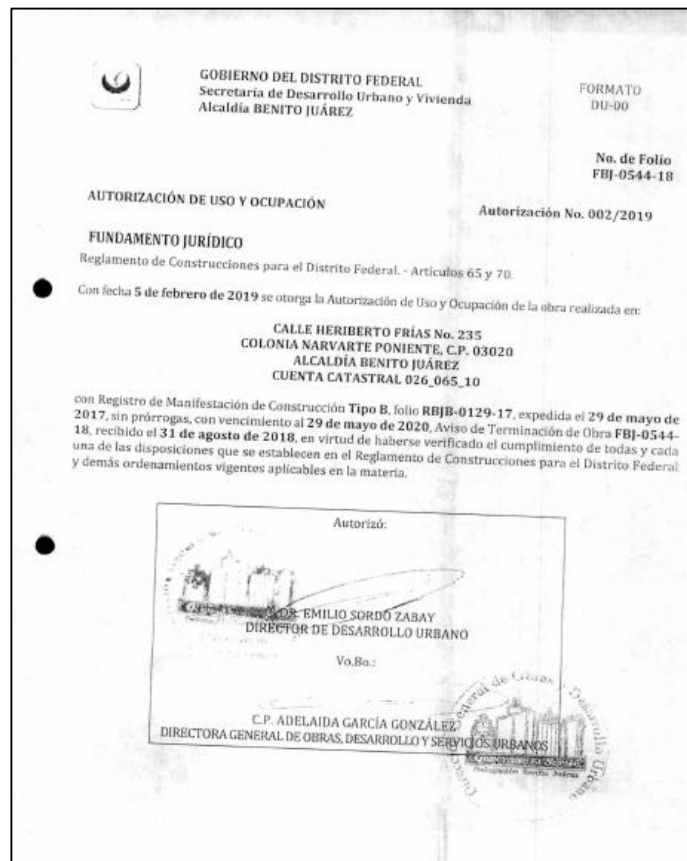 GOBIERNO DEL DISTRITO FEDERAL
Secretaría de Desarrollo Urbano y Vivienda
Alcaldía BENITO JUÁREZ
FORMATO
DU-00
No. de Folio
FBJ-0544-18
AUTORIZACIÓN DE USO Y OCUPACIÓN
Autorización No. 002/2019
FUNDAMENTO JURÍDICO
Reglamento de Construcciones para el Distrito Federal. - Artículos 65 y 70.
Con fecha 5 de febrero de 2019 se otorga la Autorización de Uso y Ocupación de la obra realizada en:
CALLE HERIBERTO FRÍAS No. 235
COLONIA NARVARTE PONIENTE, C.P. 03020
ALCALDÍA BENITO JUÁREZ
CUENTA CATASTRAL 026_065_10
con Registro de Manifestación de Construcción Tipo B, folio RBJB-0129-17, expedida el 29 de mayo de
2017, sin prórrogas, con vencimiento al 29 de mayo de 2020, Aviso de Terminación de Obra FBJ-0544-
18, recibido el 31 de agosto de 2018, en virtud de haberse verificado el cumplimiento de todas y cada
una de las disposiciones que se establecen en el Reglamento de Construcciones para el Distrito Federal
y demás ordenamientos vigentes aplicables en la materia.
Autorizó:
DR. EMILIO SORDO ZABAY
DIRECTOR DE DESARROLLO URBANO
Vo.Bo.:
C.P. ADELAIDA GARCÍA GONZÁLEZ
DIRECTORA GENERAL DE OBRAS, DESARROLLO Y SERVICIOS URBANOS
General de Obras y Desarrollo Urbano
Delegación Benito Juárez